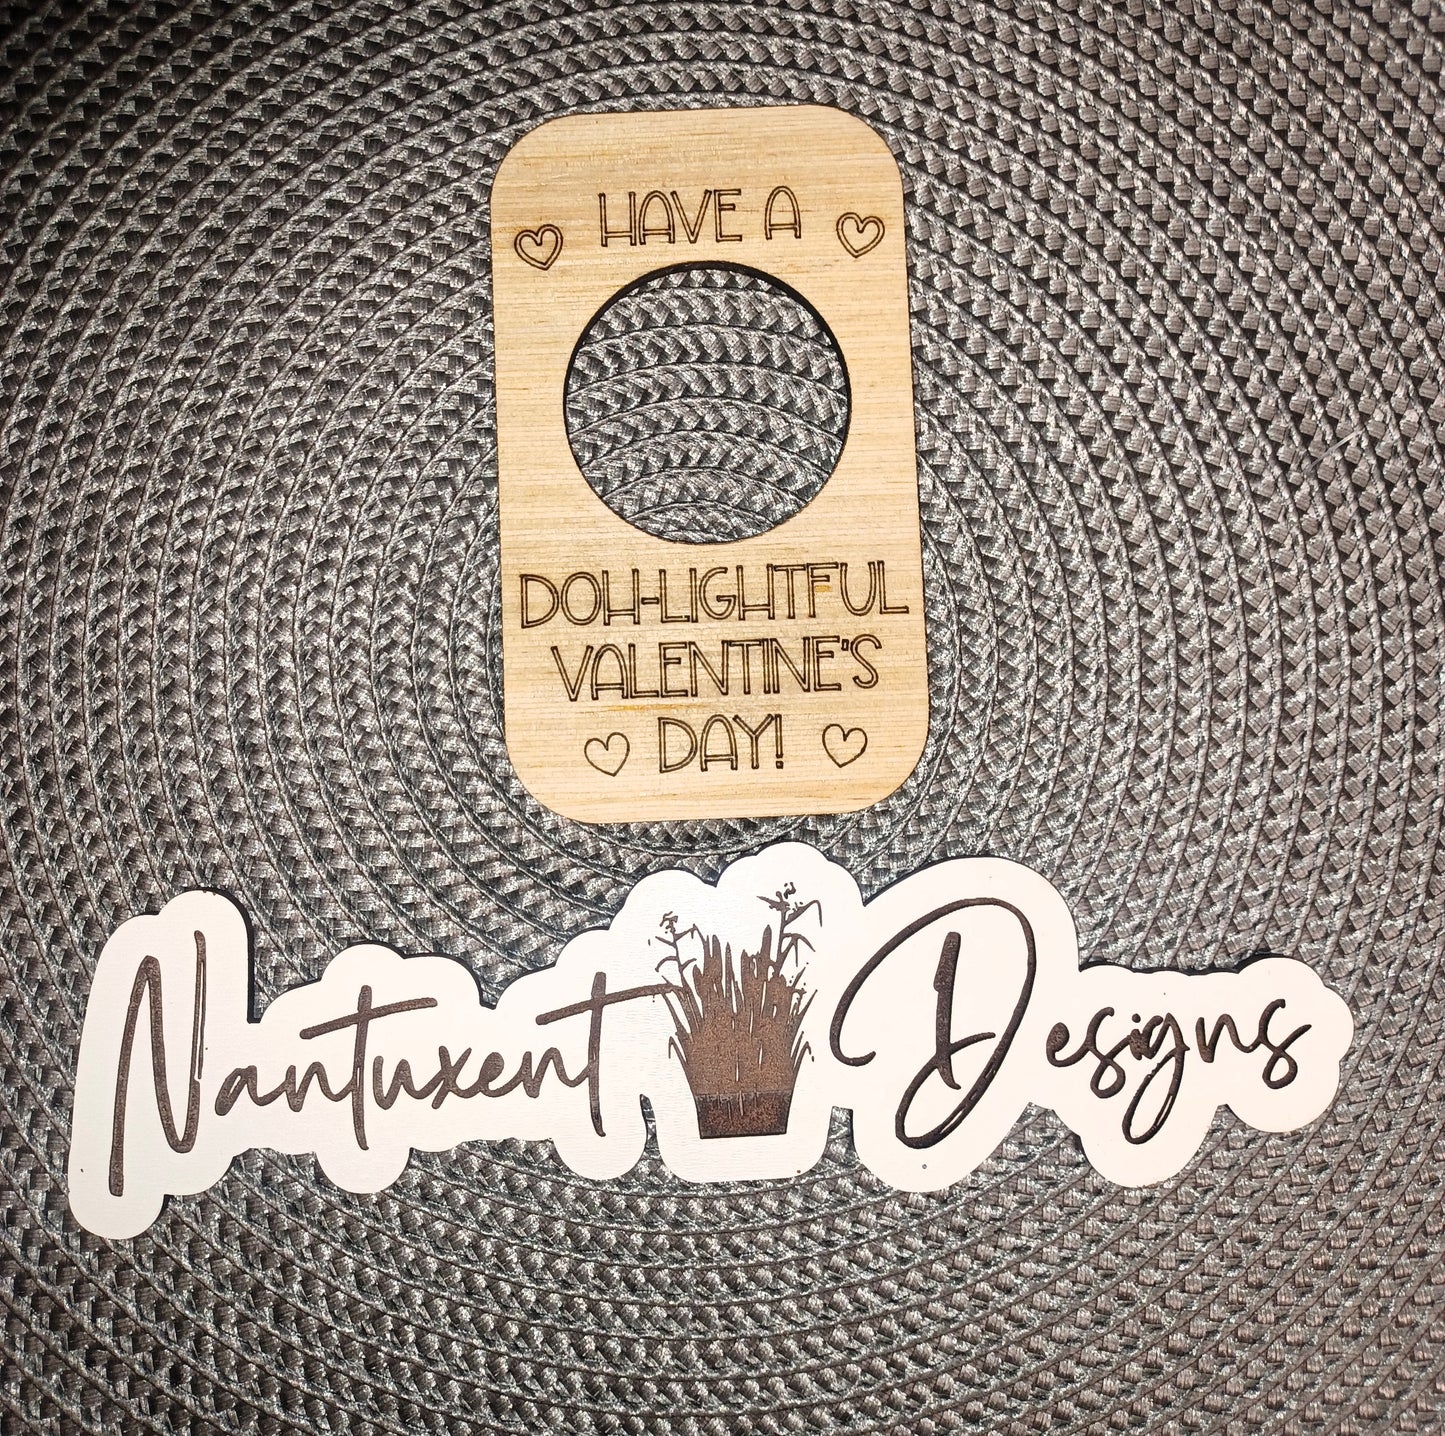 HAVE A
DOH-LIGHTFUL
VALENTINE'S
DAY!
Nantuxent Designs